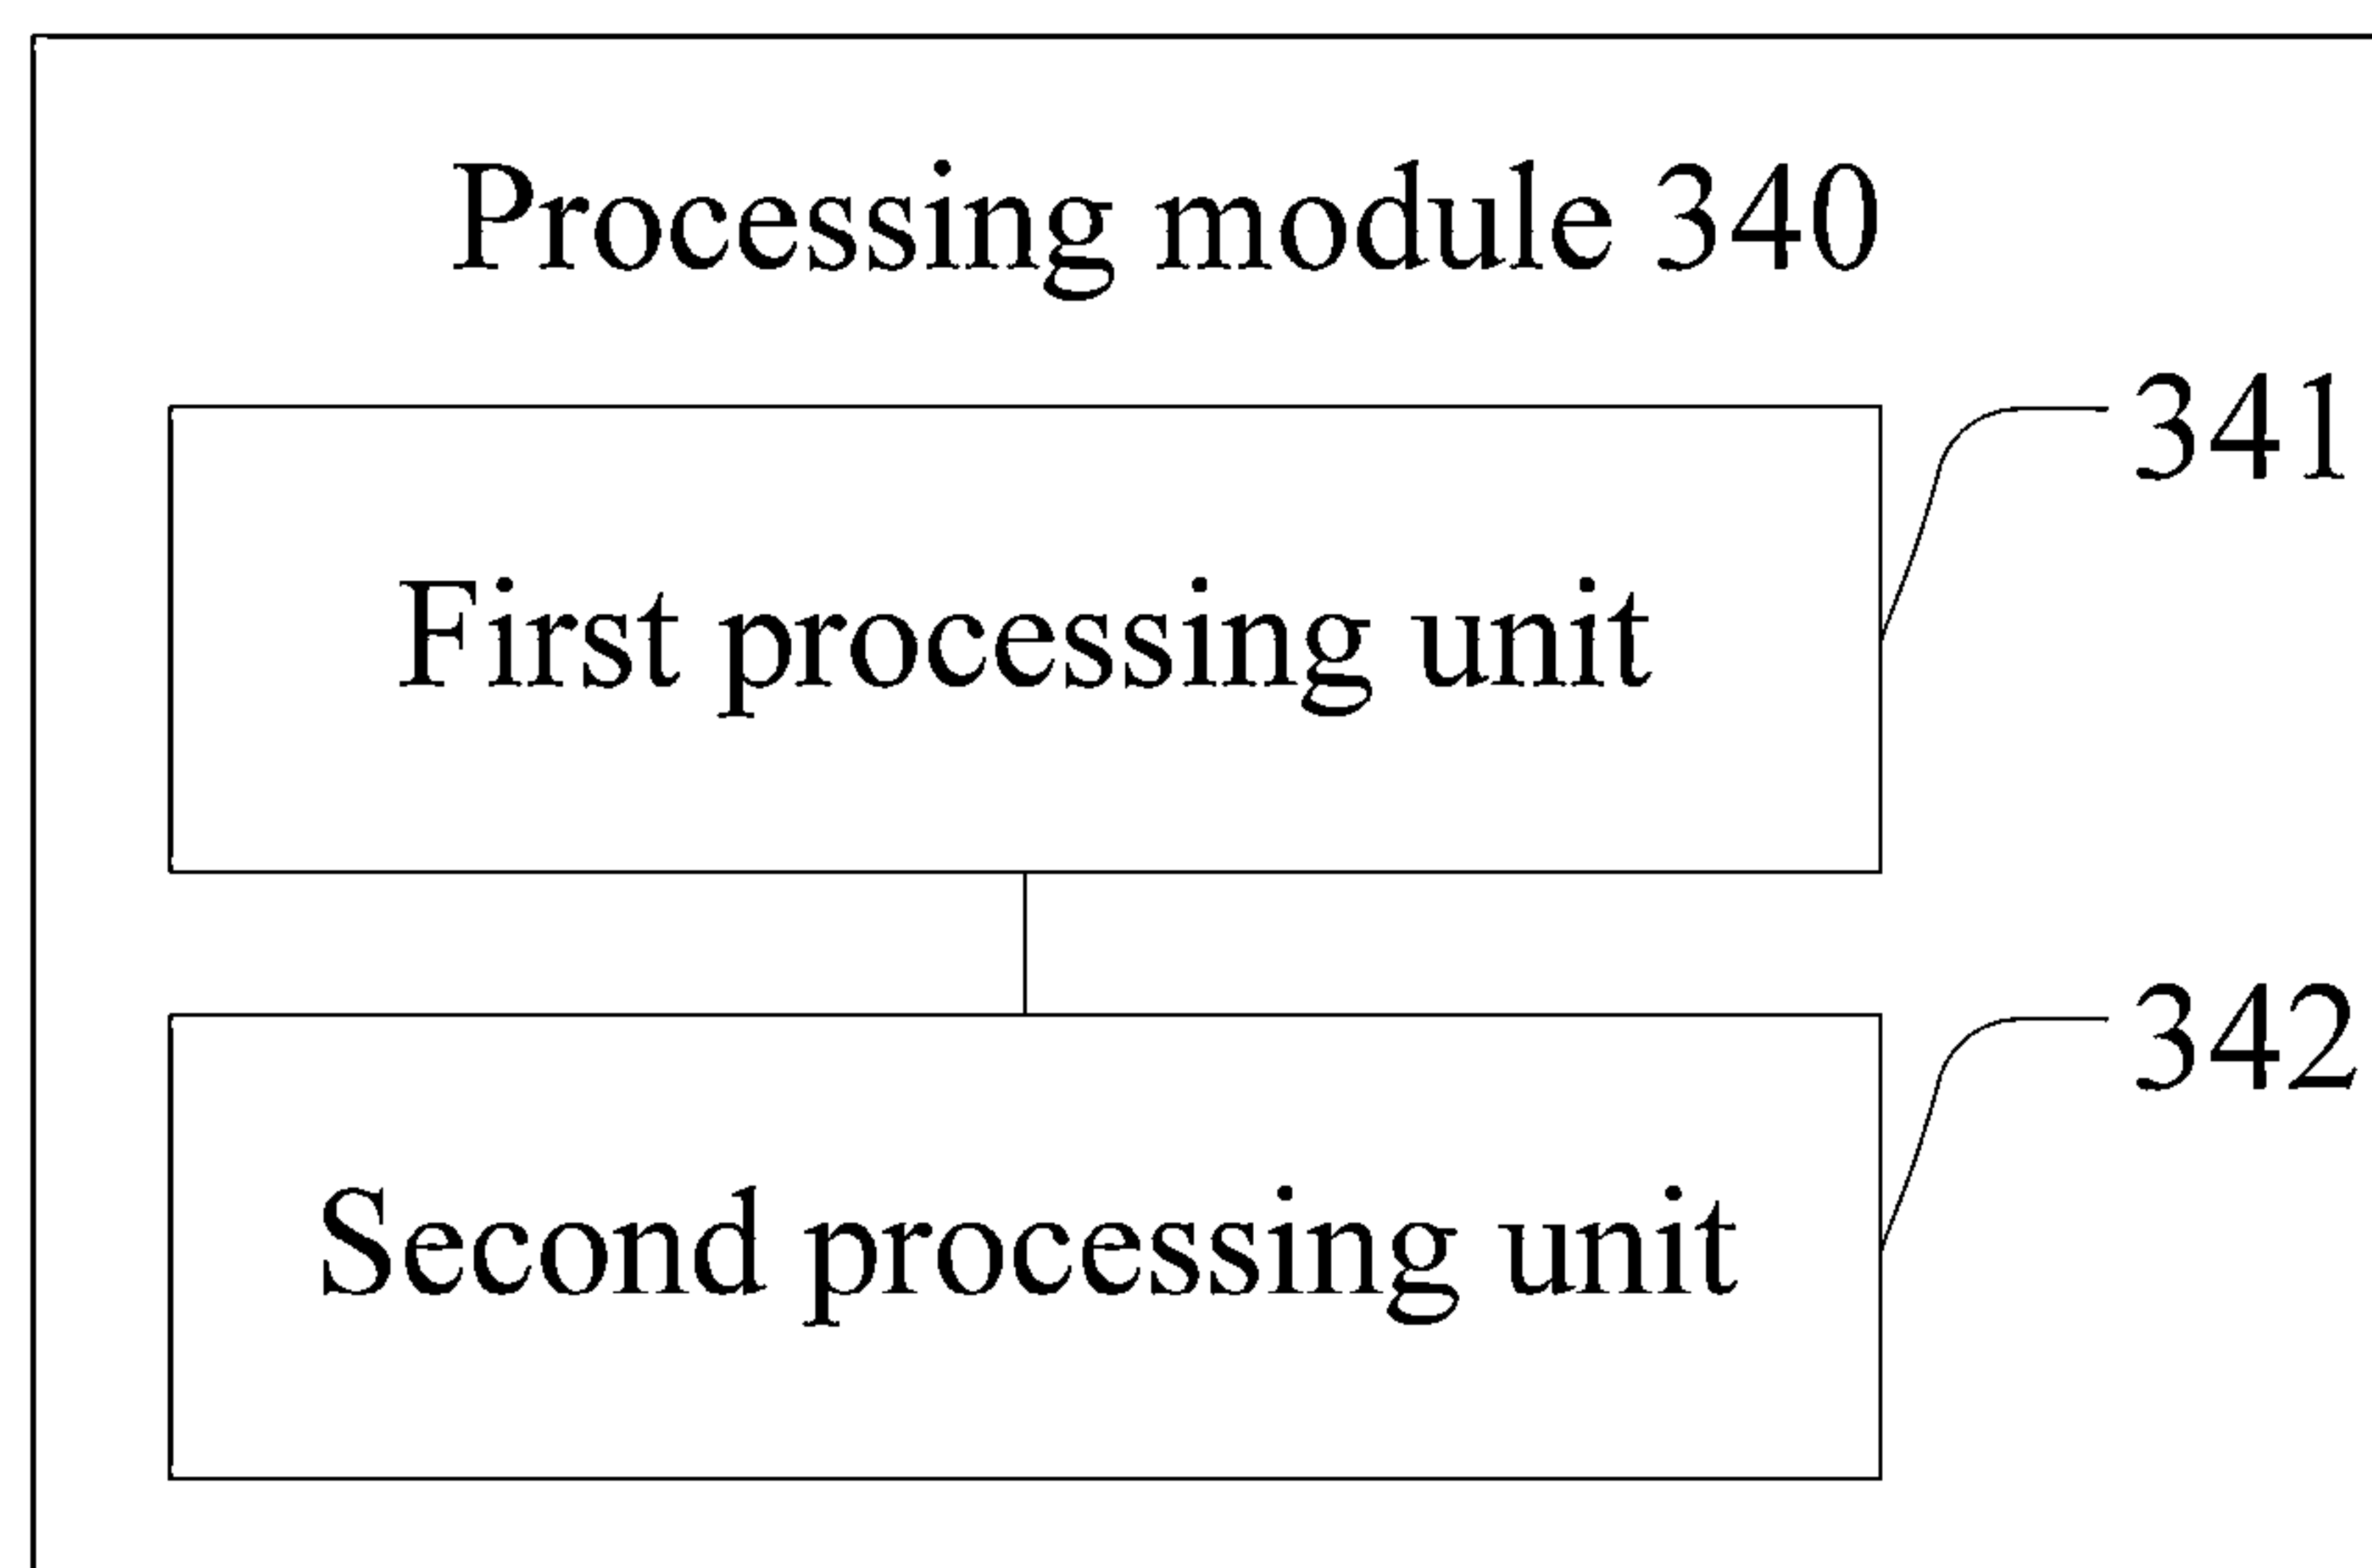 Processing module 340
341
First processing unit
342
Second processing unit